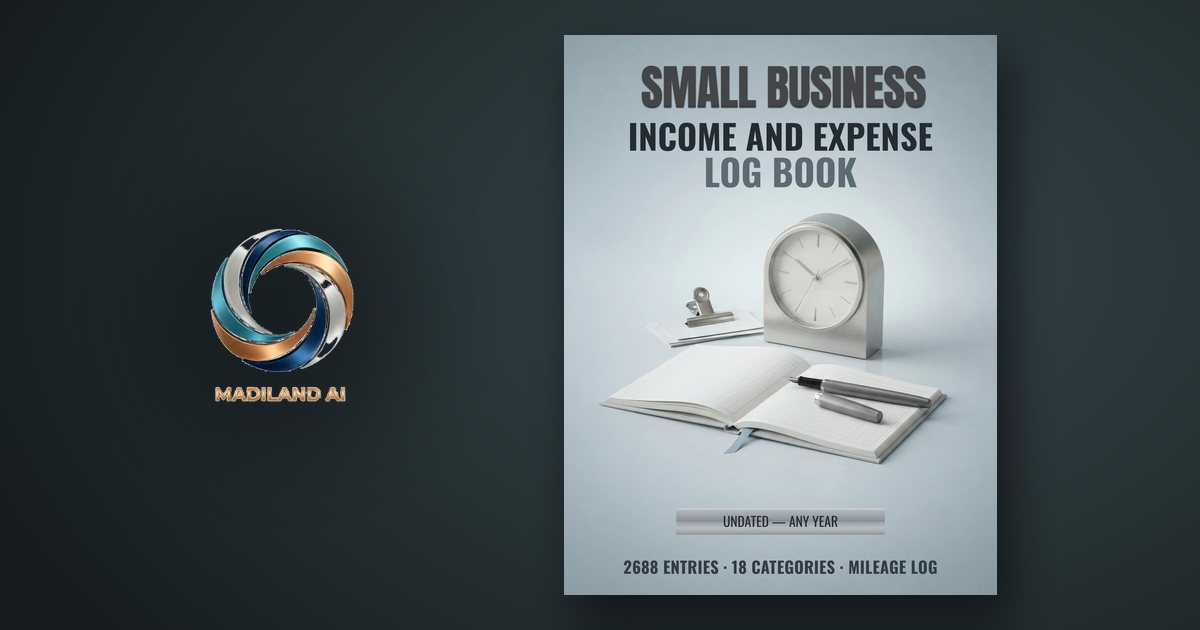 MADILAND AI
SMALL BUSINESS
INCOME AND EXPENSE
LOG BOOK
UNDATED — ANY YEAR
2688 ENTRIES · 18 CATEGORIES · MILEAGE LOG